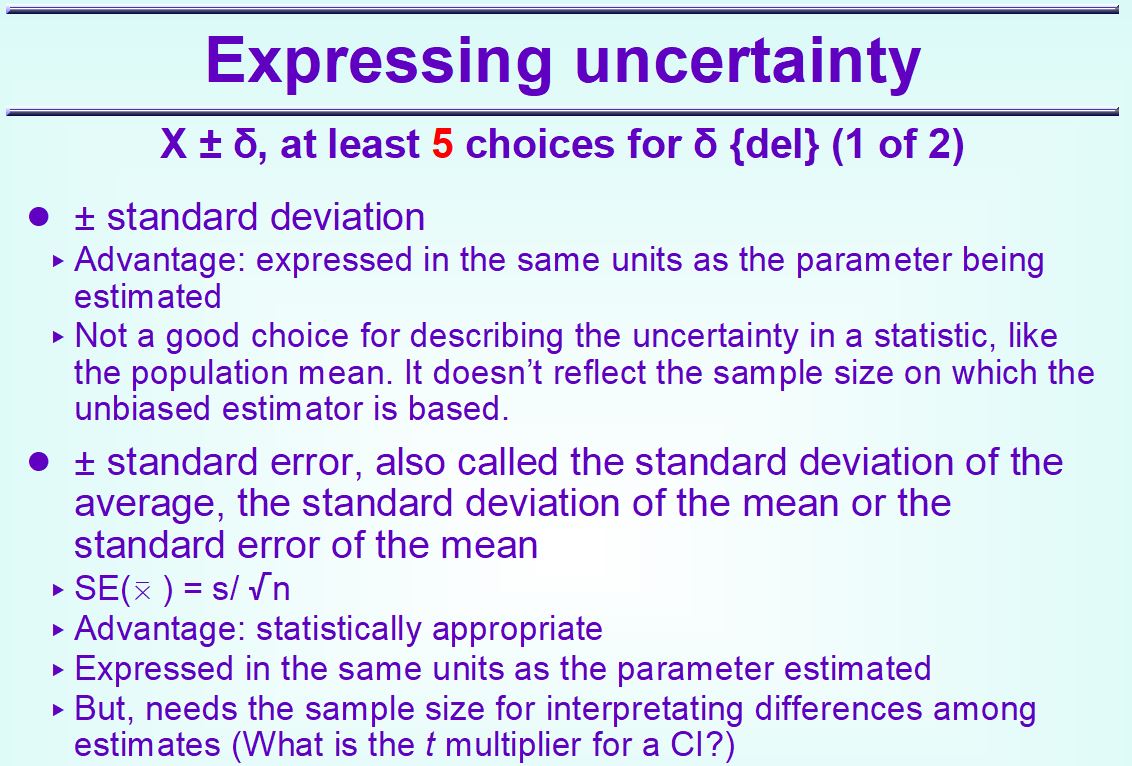 Expressing uncertainty
X ± δ, at least 5 choices for δ {del} (1 of 2)
● ± standard deviation
▸ Advantage: expressed in the same units as the parameter being
estimated
▸ Not a good choice for describing the uncertainty in a statistic, like
the population mean. It doesn’t reflect the sample size on which the
unbiased estimator is based.
● ± standard error, also called the standard deviation of the
average, the standard deviation of the mean or the
standard error of the mean
▸ SE(x̄ ) = s/ √n
▸ Advantage: statistically appropriate
▸ Expressed in the same units as the parameter estimated
▸ But, needs the sample size for interpretating differences among
estimates (What is the t multiplier for a CI?)